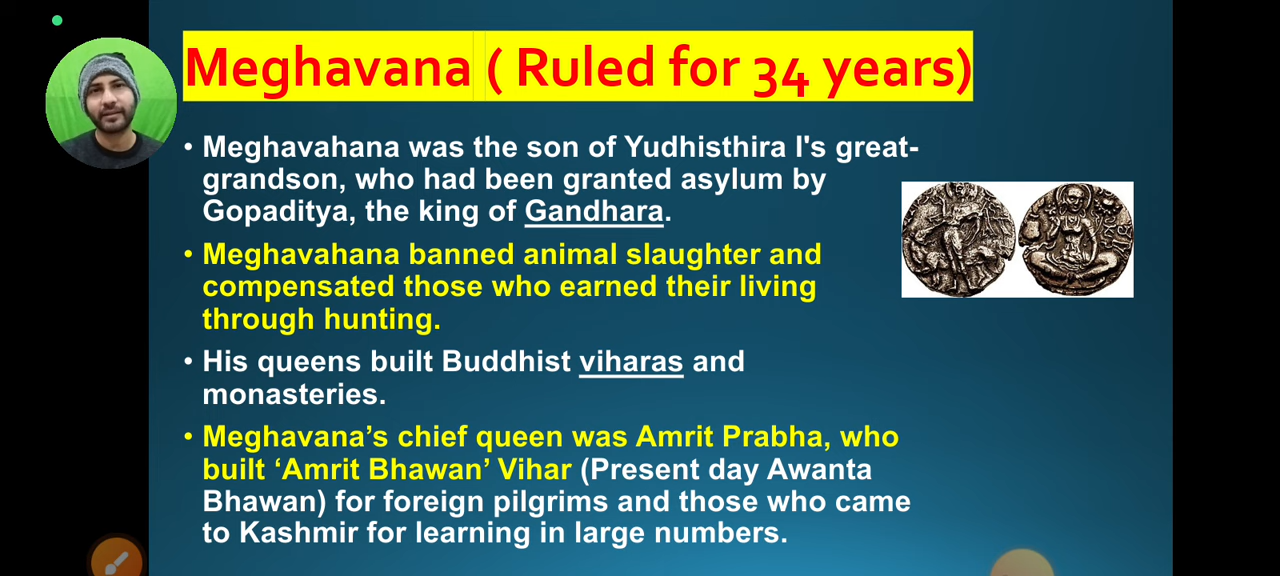 Meghavana ( Ruled for 34 years)
• Meghavahana was the son of Yudhisthira I's great-
grandson, who had been granted asylum by
Gopaditya, the king of Gandhara.
• Meghavahana banned animal slaughter and
compensated those who earned their living
through hunting.
• His queens built Buddhist viharas and
monasteries.
• Meghavana’s chief queen was Amrit Prabha, who
built ‘Amrit Bhawan’ Vihar (Present day Awanta
Bhawan) for foreign pilgrims and those who came
to Kashmir for learning in large numbers.